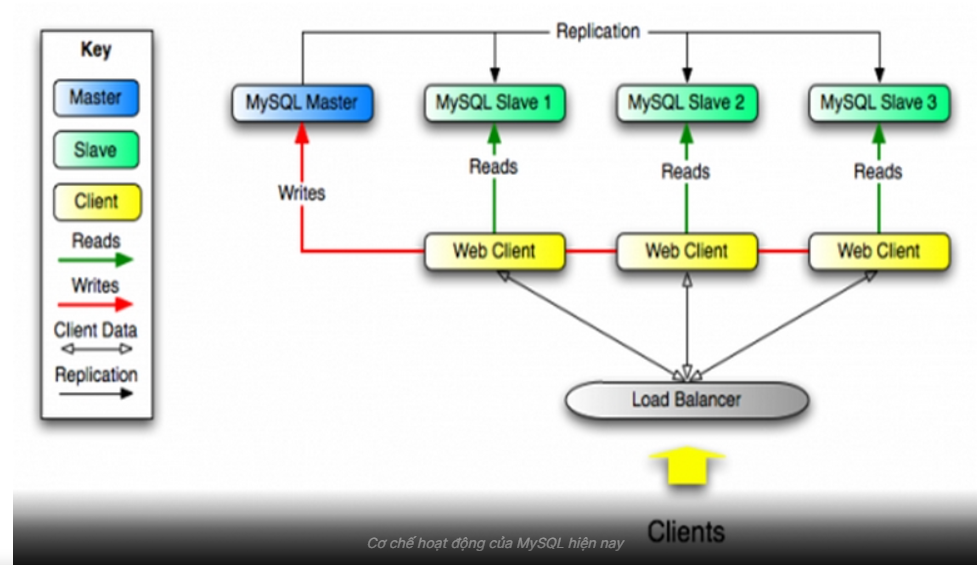 Key
Master
Slave
Client
Reads
Writes
Client Data
Replication
Replication
MySQL Master
MySQL Slave 1
MySQL Slave 2
MySQL Slave 3
Writes
Reads
Reads
Reads
Web Client
Web Client
Web Client
Load Balancer
Clients
Cơ chế hoạt động của MySQL hiện nay